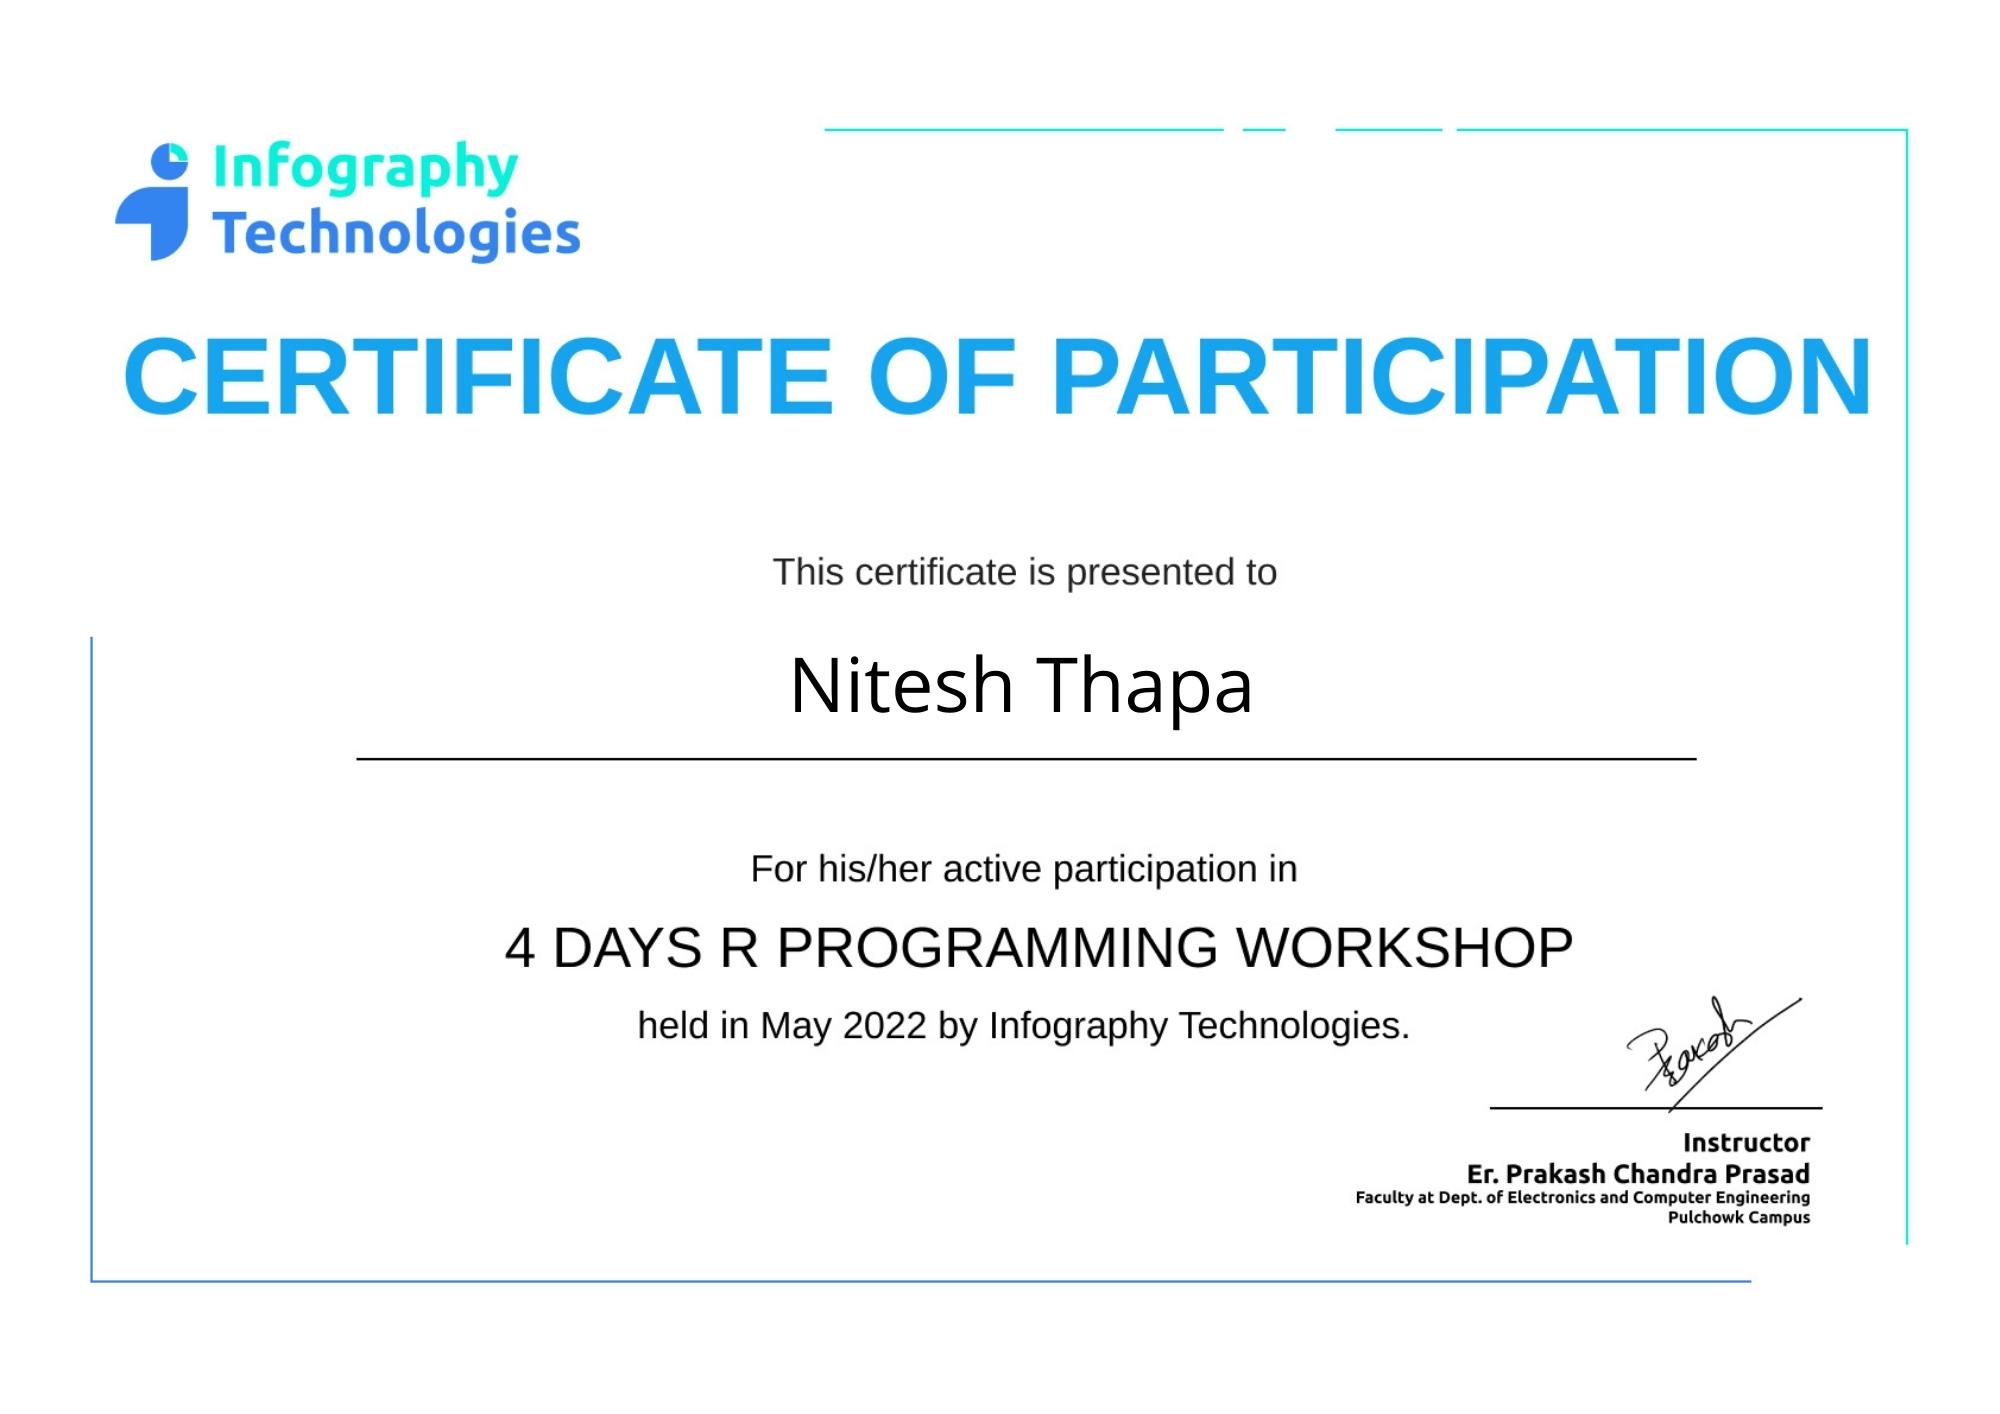 Infography
Technologies
CERTIFICATE OF PARTICIPATION
This certificate is presented to
Nitesh Thapa
For his/her active participation in
4 DAYS R PROGRAMMING WORKSHOP
held in May 2022 by Infography Technologies.
Prakash
Instructor
Er. Prakash Chandra Prasad
Faculty at Dept. of Electronics and Computer Engineering
Pulchowk Campus